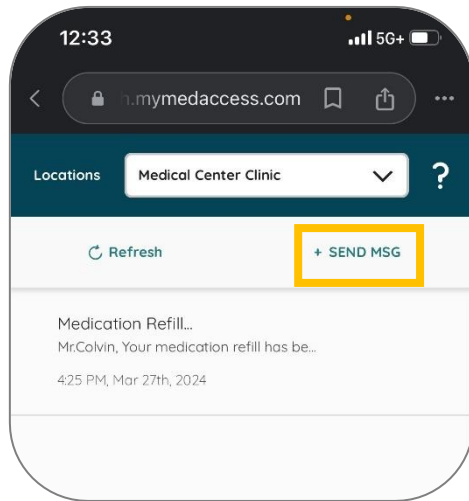 12:33 5G+
.mymedaccess.com
Locations Medical Center Clinic ?
Refresh + SEND MSG
Medication Refill...
Mr.Colvin, Your medication refill has be...
4:25 PM, Mar 27th, 2024